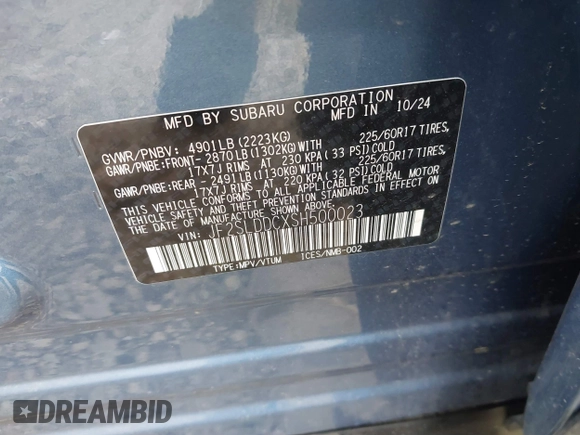 MFD BY SUBARU CORPORATION
MFD IN 10/24
GVWR/PNBV: 4901LB(2223KG)
GAWR/PNBE:FRONT- 2870LB(1302KG)WITH 225/60R17 TIRES,
17X7J RIMS AT 230 KPA(33 PSI)COLD
GAWR/PNBE:REAR - 2491LB(1130KG)WITH 225/60R17 TIRES,
17X7J RIMS AT 220 KPA(32 PSI)COLD
THIS VEHICLE CONFORMS TO ALL APPLICABLE FEDERAL MOTOR
VEHICLE SAFETY AND THEFT PREVENTION STANDARDS IN EFFECT
ON THE DATE OF MANUFACTURE SHOWN ABOVE.
VIN: JF2SLDDCXSH500023
TYPE:MPV/VTUM ICES/NMB-002
DREAMBID